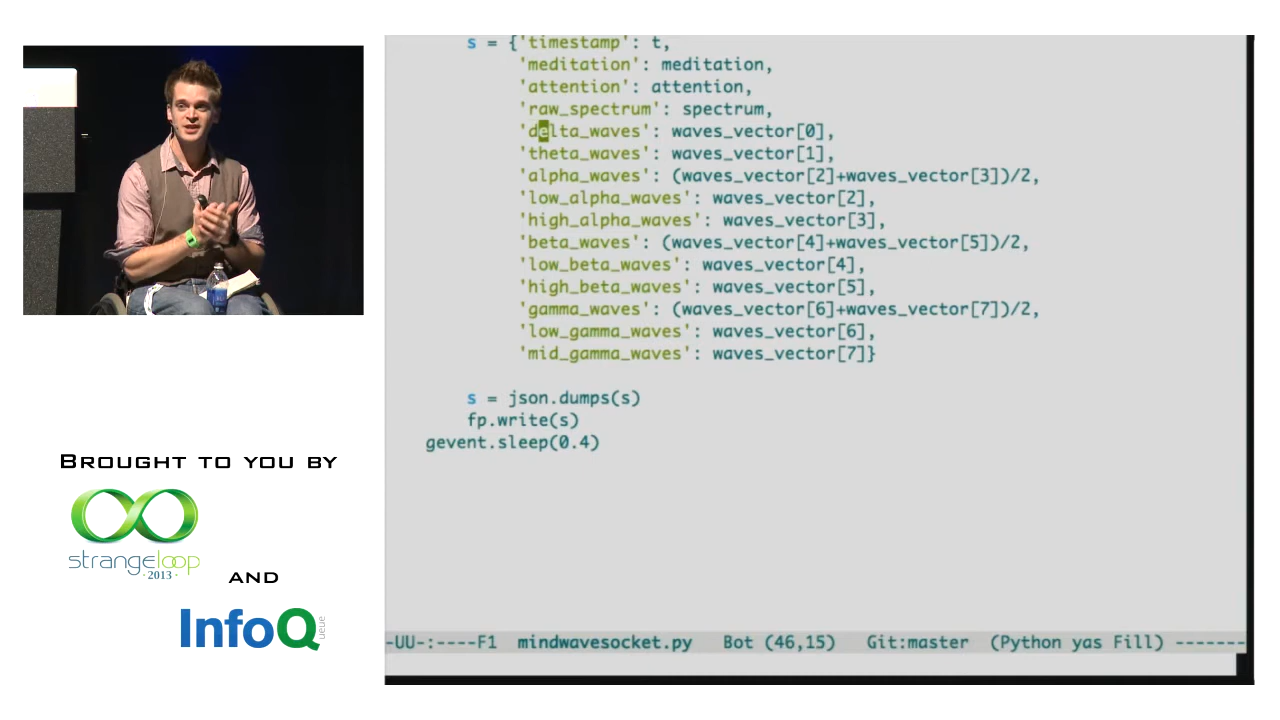 s = {'timestamp': t,
'meditation': meditation,
'attention': attention,
'raw_spectrum': spectrum,
'delta_waves': waves_vector[0],
'theta_waves': waves_vector[1],
'alpha_waves': (waves_vector[2]+waves_vector[3])/2,
'low_alpha_waves': waves_vector[2],
'high_alpha_waves': waves_vector[3],
'beta_waves': (waves_vector[4]+waves_vector[5])/2,
'low_beta_waves': waves_vector[4],
'high_beta_waves': waves_vector[5],
'gamma_waves': (waves_vector[6]+waves_vector[7])/2,
'low_gamma_waves': waves_vector[6],
'mid_gamma_waves': waves_vector[7]}
s = json.dumps(s)
fp.write(s)
gevent.sleep(0.4)
-UU-:----F1 mindwavesocket.py Bot (46,15) Git:master (Python yas Fill) -------
BROUGHT TO YOU BY
strangeloop
·2013·
AND
InfoQ